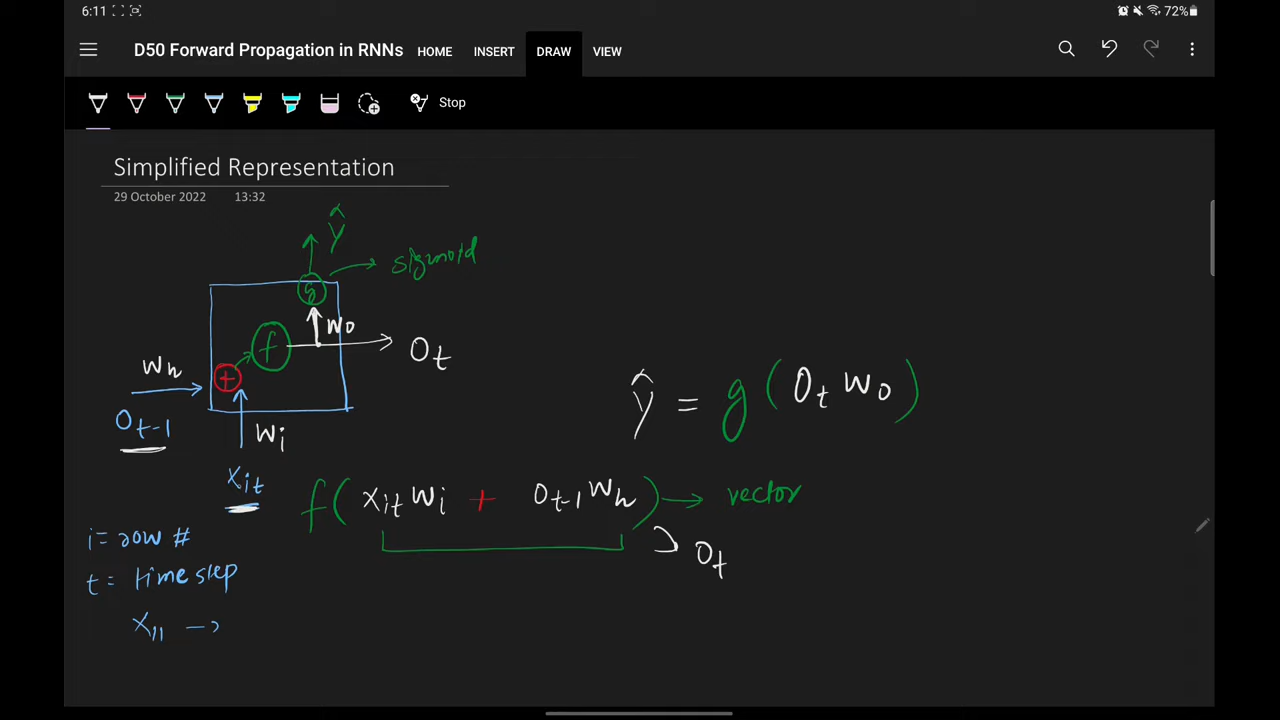 6:11
72%
D50 Forward Propagation in RNNs HOME INSERT DRAW VIEW
Stop
Simplified Representation
29 October 2022 13:32
ŷ
sigmoid
g
w₀
f
Oₜ
+
wₕ
Oₜ₋₁
wᵢ
xᵢₜ
ŷ = g(Oₜ w₀)
f(xᵢₜ wᵢ + Oₜ₋₁ wₕ) → vector
Oₜ
i = row #
t = time step
x₁₁ →